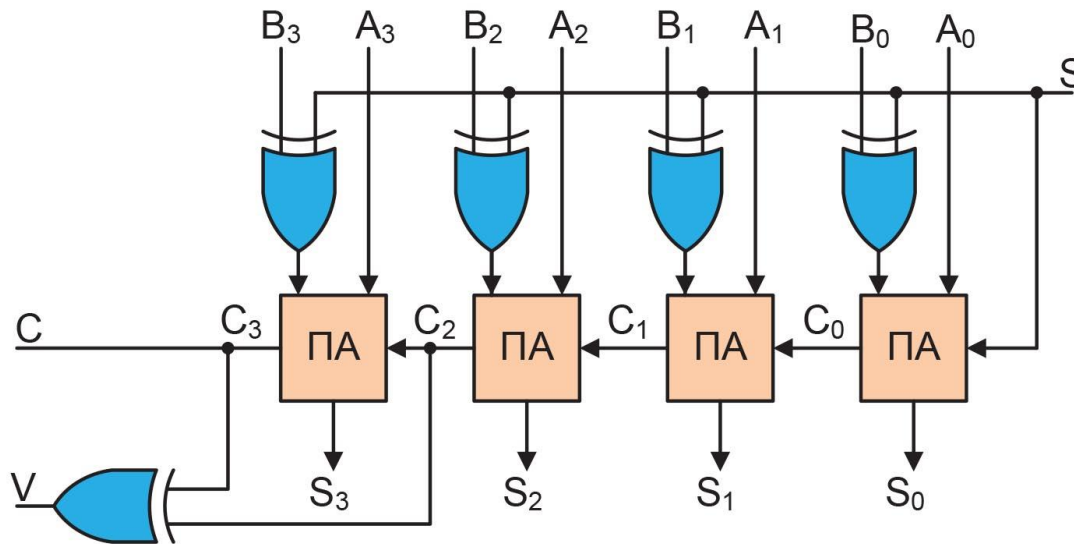 B₃ A₃ B₂ A₂ B₁ A₁ B₀ A₀
S
C C₃ ПА C₂ ПА C₁ ПА C₀ ПА
V S₃ S₂ S₁ S₀